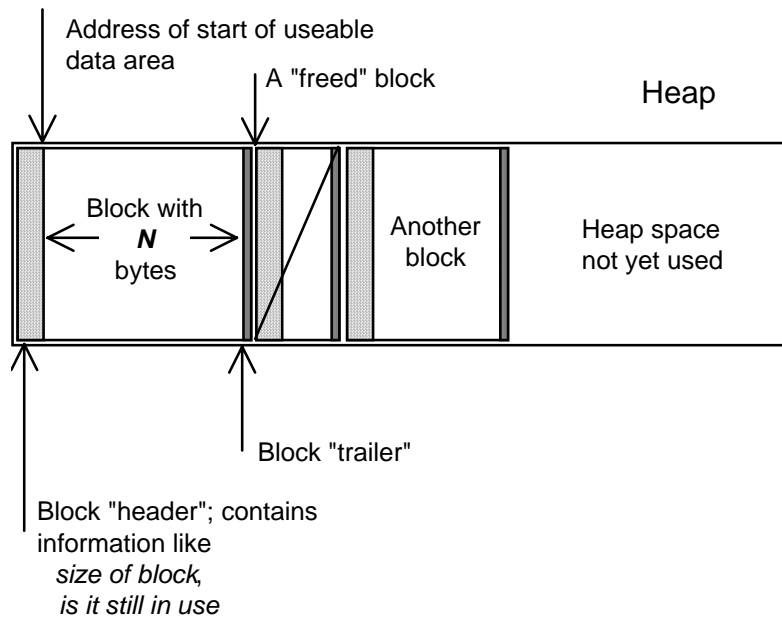 Address of start of useable
data area
A "freed" block
Heap
Block with
N
bytes
Another
block
Heap space
not yet used
Block "trailer"
Block "header"; contains
information like
size of block,
is it still in use